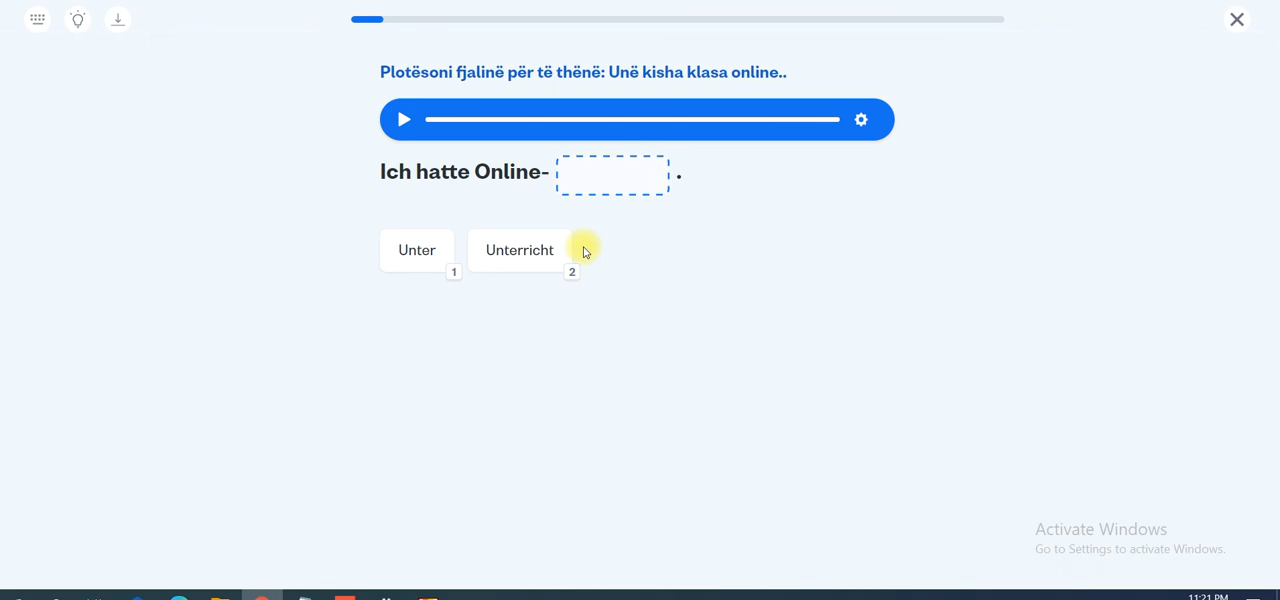 Plotësoni fjalinë për të thënë: Unë kisha klasa online..
Ich hatte Online- .
Unter
1
Unterricht
2
Activate Windows
Go to Settings to activate Windows.
11:21 PM